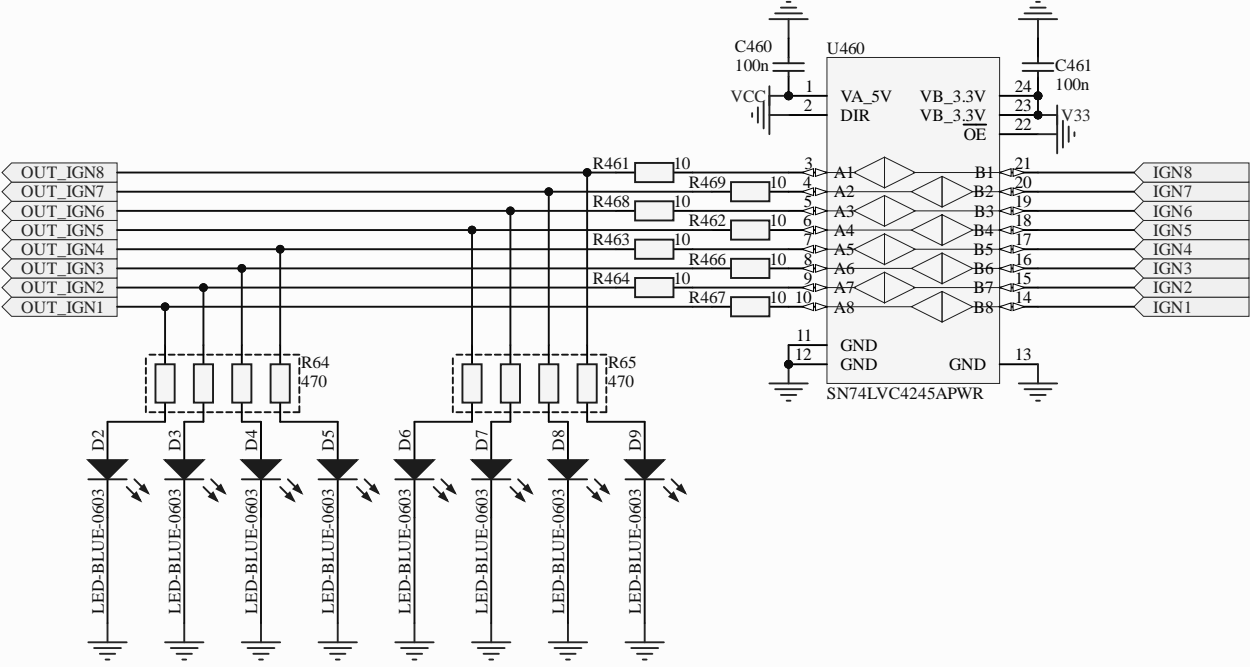 C460
100n
U460
C461
100n
VCC
1
VA_5V
VB_3.3V
24
2
DIR
VB_3.3V
23
V33
OE
22
OUT_IGN8
R461
10
3
A1
B1
21
IGN8
OUT_IGN7
R469
10
4
A2
B2
20
IGN7
OUT_IGN6
R468
10
5
A3
B3
19
IGN6
OUT_IGN5
R462
10
6
A4
B4
18
IGN5
OUT_IGN4
R463
10
7
A5
B5
17
IGN4
OUT_IGN3
R466
10
8
A6
B6
16
IGN3
OUT_IGN2
R464
10
9
A7
B7
15
IGN2
OUT_IGN1
R467
10
10
A8
B8
14
IGN1
11
GND
12
GND
GND
13
SN74LVC4245APWR
R64
470
R65
470
D2
D3
D4
D5
D6
D7
D8
D9
LED-BLUE-0603
LED-BLUE-0603
LED-BLUE-0603
LED-BLUE-0603
LED-BLUE-0603
LED-BLUE-0603
LED-BLUE-0603
LED-BLUE-0603